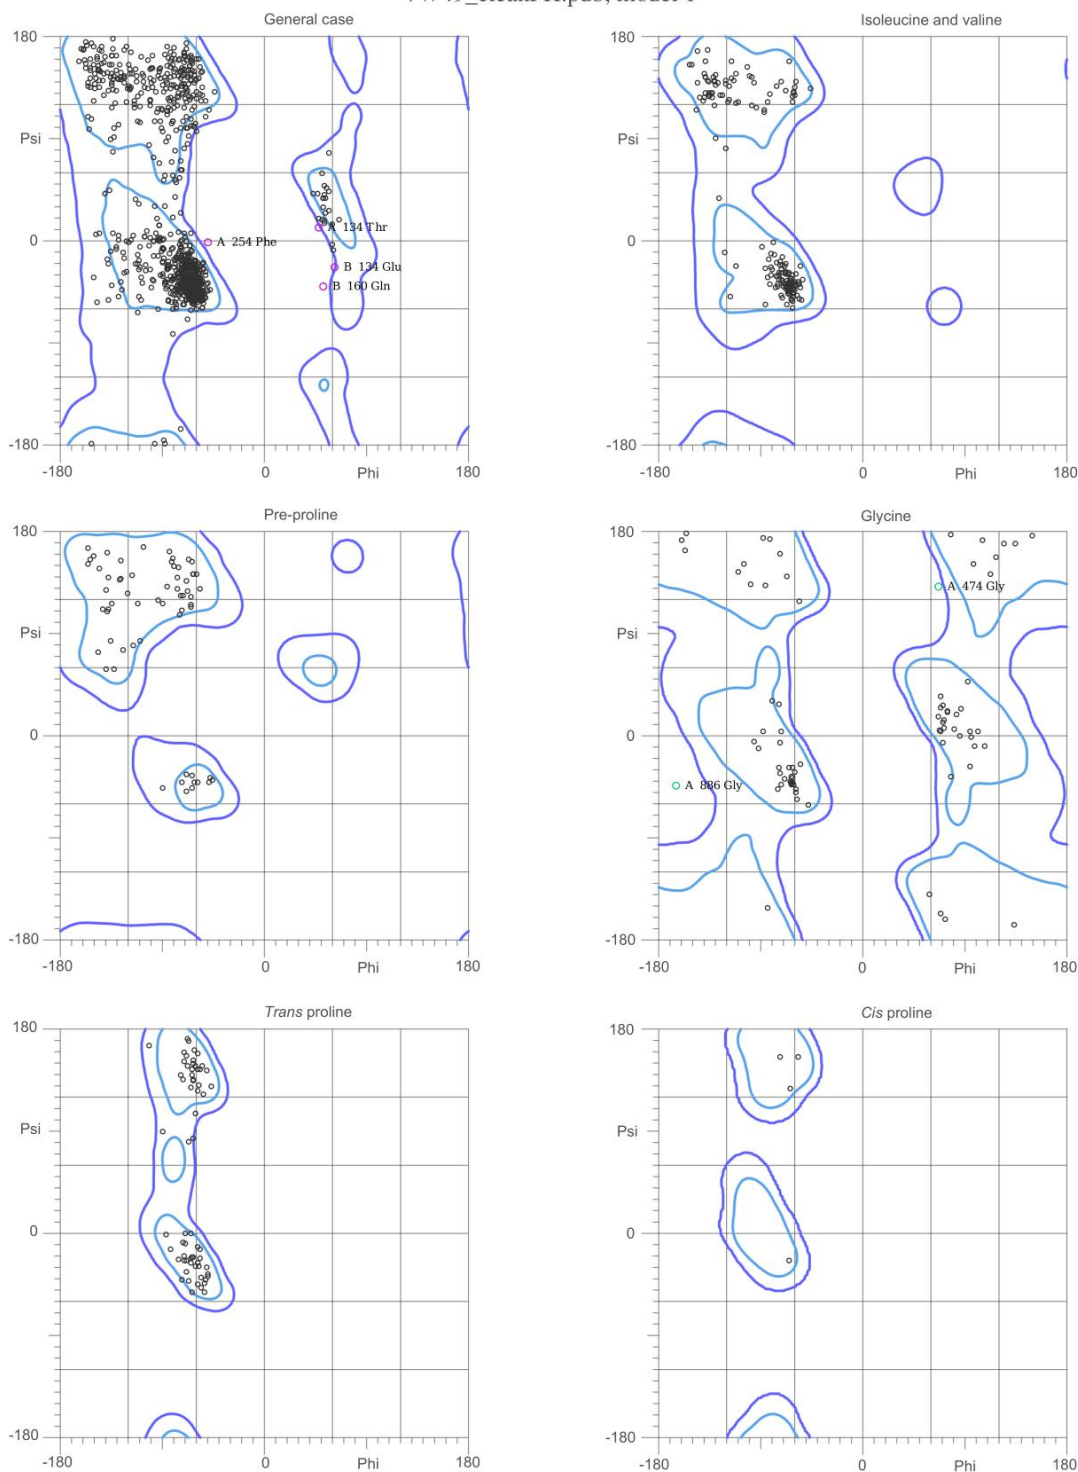 General case
Isoleucine and valine
180
180
Psi
Psi
A 134 Thr
0
A 254 Phe
0
B 134 Glu
B 160 Gln
-180
-180
-180
0
Phi
180
-180
0
Phi
180
Pre-proline
Glycine
180
180
A 474 Gly
Psi
Psi
0
0
A 886 Gly
-180
-180
-180
0
Phi
180
-180
0
Phi
180
Trans proline
Cis proline
180
180
Psi
Psi
0
0
-180
-180
-180
0
Phi
180
-180
0
Phi
180